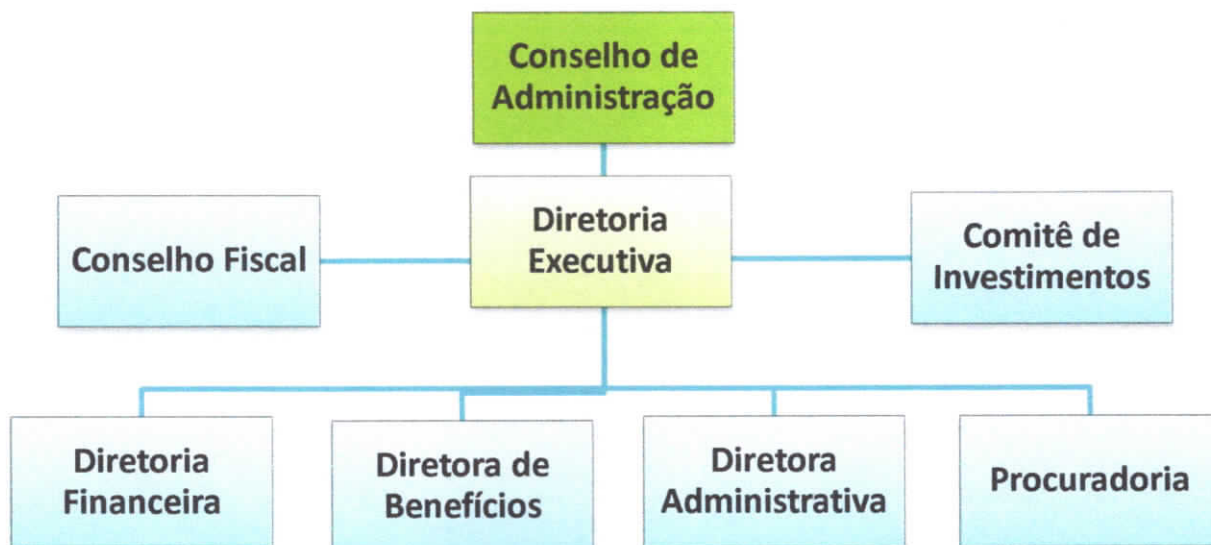 Conselho de
Administração
Diretoria
Executiva
Conselho Fiscal
Comitê de
Investimentos
Diretoria
Financeira
Diretora de
Benefícios
Diretora
Administrativa
Procuradoria